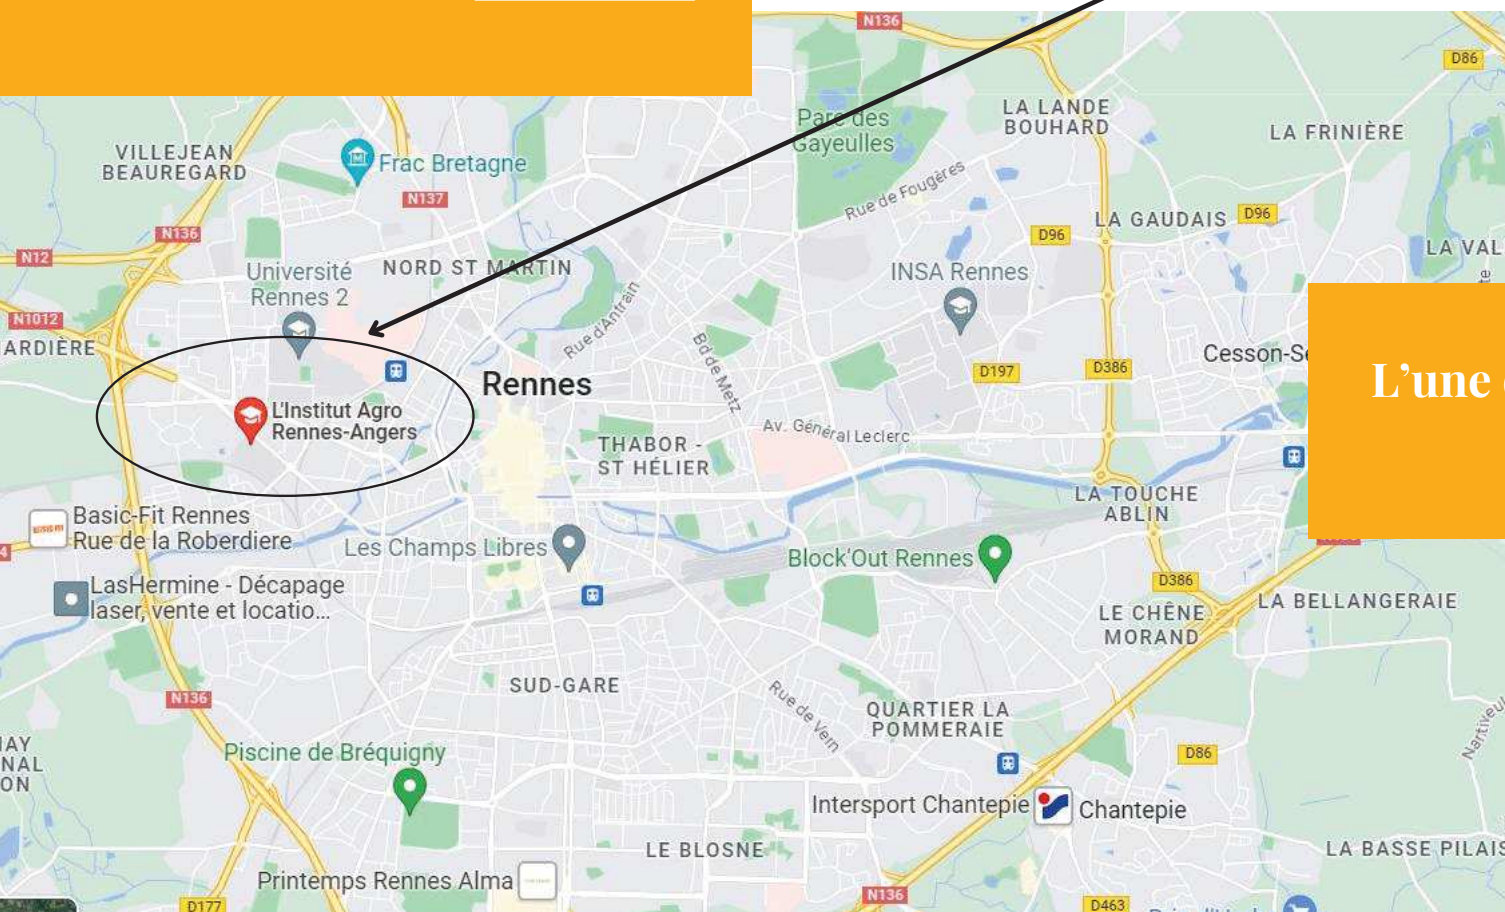 N136
D86
Parc des
Gayeulles
LA LANDE
BOUHARD
LA FRINIÈRE
VILLEJEAN
BEAUREGARD
Frac Bretagne
N137
Rue de Fougères
LA GAUDAIS
D96
D96
N136
N12
LA VAL
Université
Rennes 2
NORD ST MARTIN
INSA Rennes
N1012
ARDIÈRE
Rue d'Antrain
Bd de Metz
Cesson-Se
D197
D386
Rennes
L'une
L'Institut Agro
Rennes-Angers
Av. Général Leclerc
THABOR -
ST HÉLIER
LA TOUCHE
ABLIN
Basic-Fit Rennes
Rue de la Roberdiere
Les Champs Libres
Block'Out Rennes
4
LasHermine - Décapage
laser, vente et locatio...
D386
LA BELLANGERAIE
LE CHÊNE
MORAND
SUD-GARE
N136
Rue de Vern
QUARTIER LA
POMMERAIE
NAL
ON
Piscine de Bréquigny
D86
Intersport Chantepie
Chantepie
LE BLOSNE
LA BASSE PILAIS
Printemps Rennes Alma
N136
D177
D463